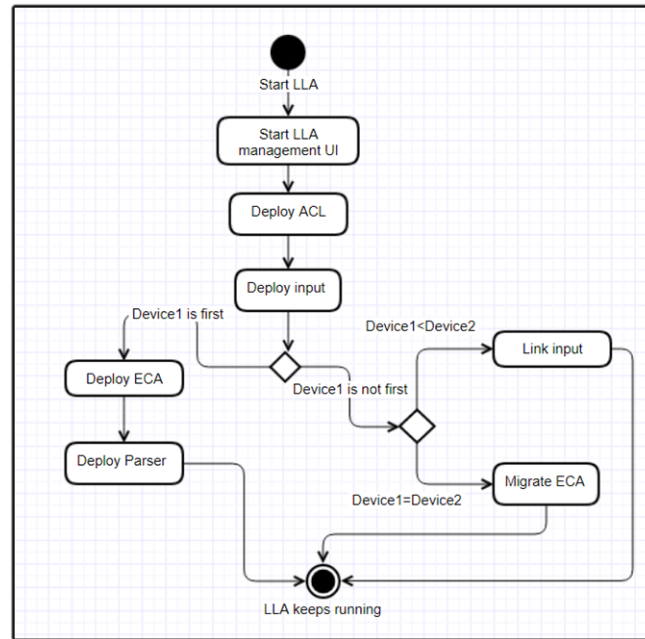 Start LLA
Start LLA
management UI
Deploy ACL
Deploy input
Device1 is first
Device1<Device2
Link input
Deploy ECA
Device1 is not first
Deploy Parser
Migrate ECA
Device1=Device2
LLA keeps running